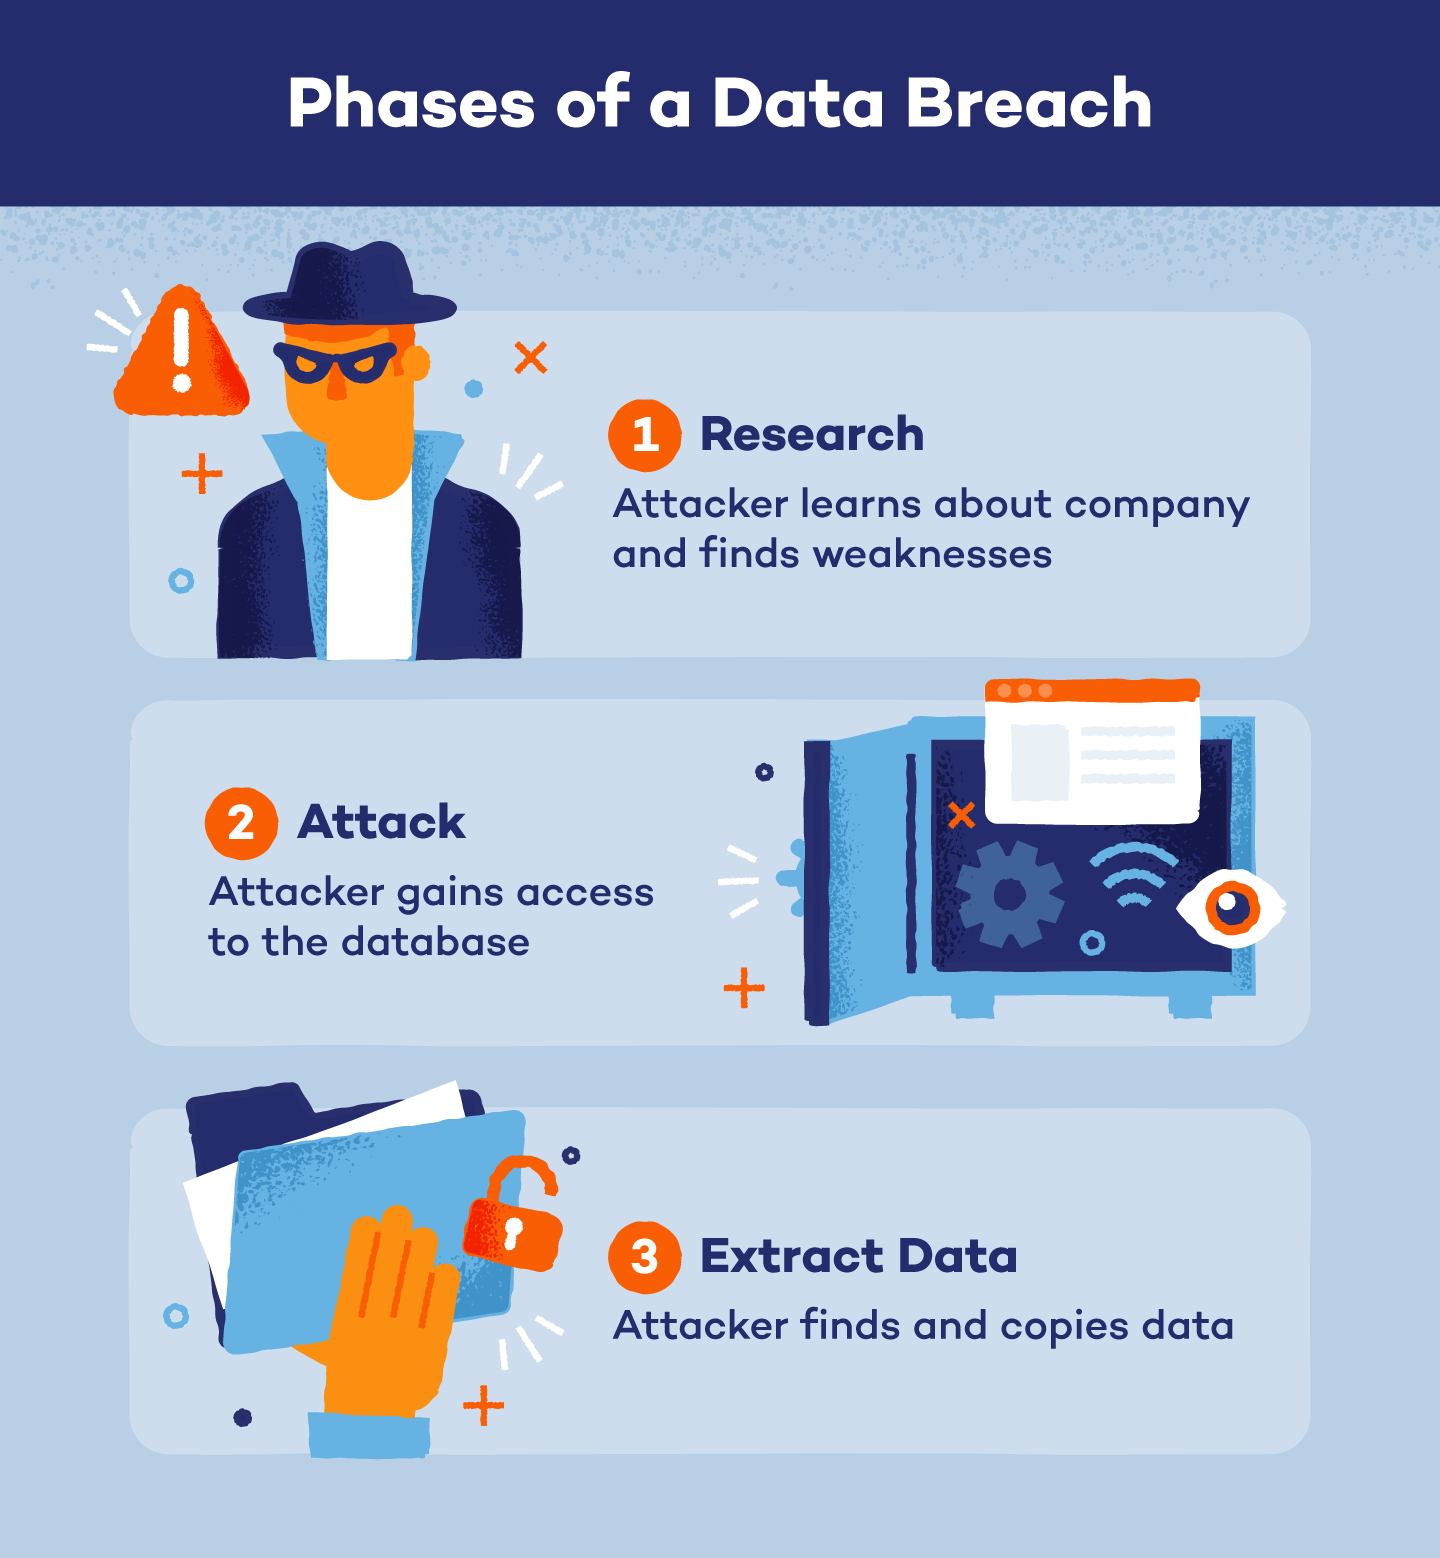 Phases of a Data Breach
1 Research
Attacker learns about company
and finds weaknesses
2 Attack
Attacker gains access
to the database
3 Extract Data
Attacker finds and copies data